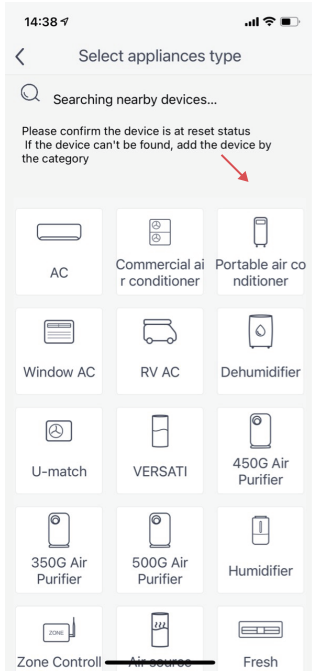 14:38
Select appliances type
Searching nearby devices...
Please confirm the device is at reset status
If the device can't be found, add the device by
the category
AC
Commercial ai
r conditioner
Portable air co
nditioner
Window AC
RV AC
Dehumidifier
U-match
VERSATI
450G Air
Purifier
350G Air
Purifier
500G Air
Purifier
Humidifier
ZONE
Zone Controll
Air source
Fresh